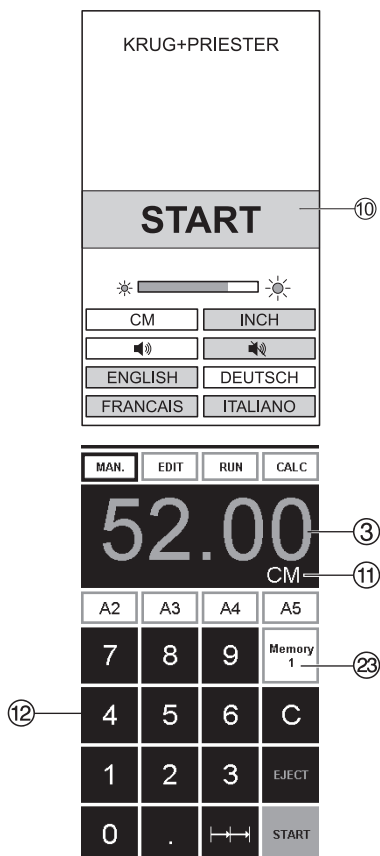 KRUG+PRIESTER
START ⑩
CM INCH
ENGLISH DEUTSCH
FRANCAIS ITALIANO
MAN. EDIT RUN CALC
52.00 ③
CM ⑪
A2 A3 A4 A5
7 8 9 Memory 1 ㉓
⑫ 4 5 6 C
1 2 3 EJECT
0 . START